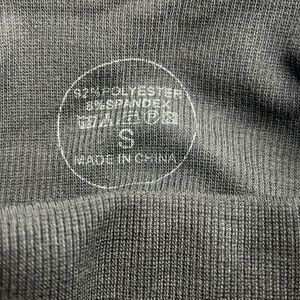 92% POLYESTER
8% SPANDEX
S
MADE IN CHINA